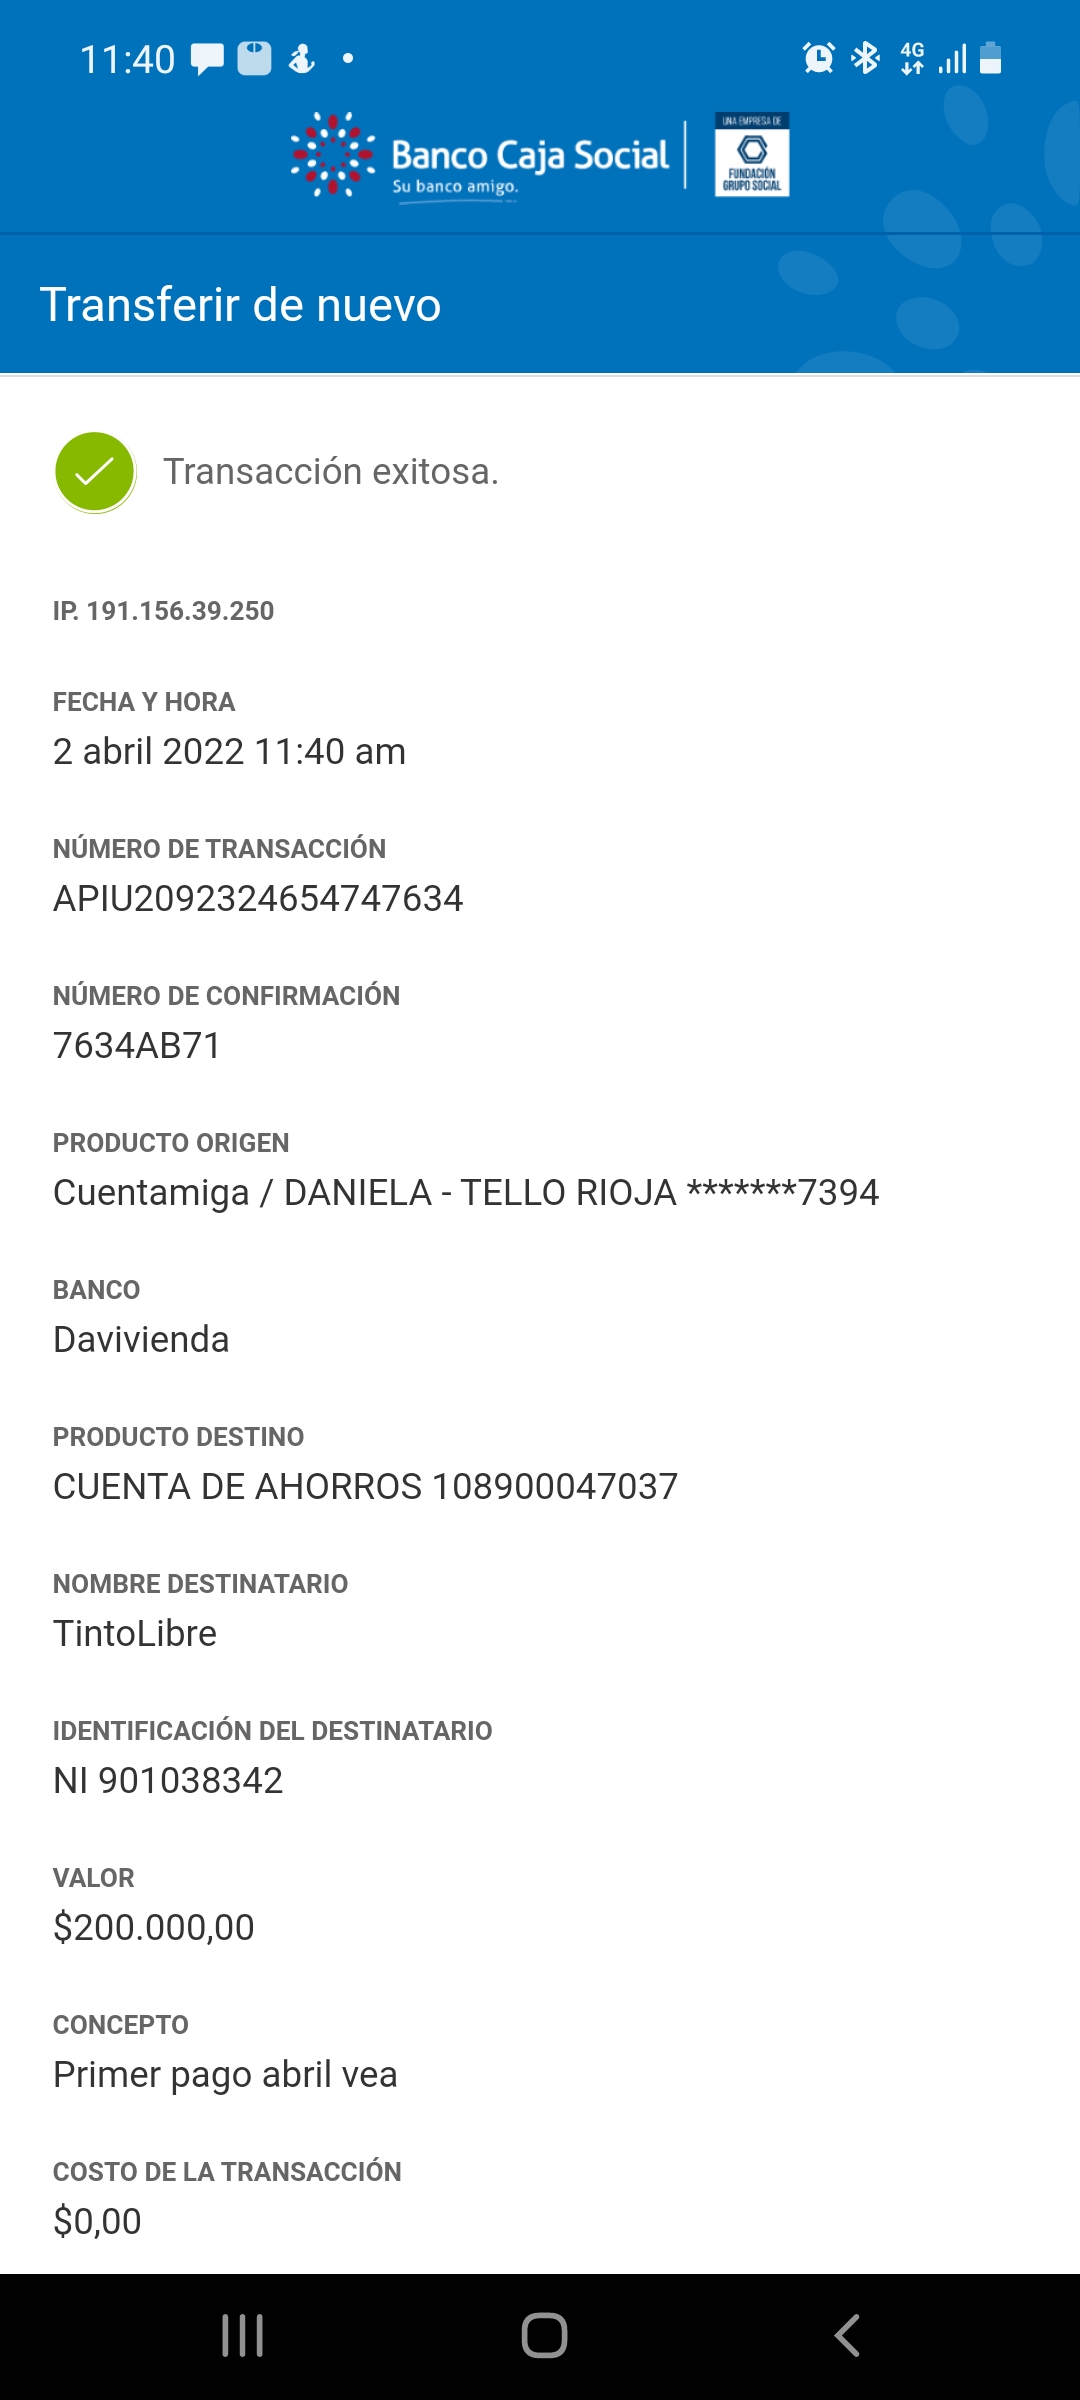 11:40
4G
Banco Caja Social
Su banco amigo.
UNA EMPRESA DE
FUNDACIÓN
GRUPO SOCIAL
Transferir de nuevo
Transacción exitosa.
IP. 191.156.39.250
FECHA Y HORA
2 abril 2022 11:40 am
NÚMERO DE TRANSACCIÓN
APIU2092324654747634
NÚMERO DE CONFIRMACIÓN
7634AB71
PRODUCTO ORIGEN
Cuentamiga / DANIELA - TELLO RIOJA *******7394
BANCO
Davivienda
PRODUCTO DESTINO
CUENTA DE AHORROS 108900047037
NOMBRE DESTINATARIO
TintoLibre
IDENTIFICACIÓN DEL DESTINATARIO
NI 901038342
VALOR
$200.000,00
CONCEPTO
Primer pago abril vea
COSTO DE LA TRANSACCIÓN
$0,00